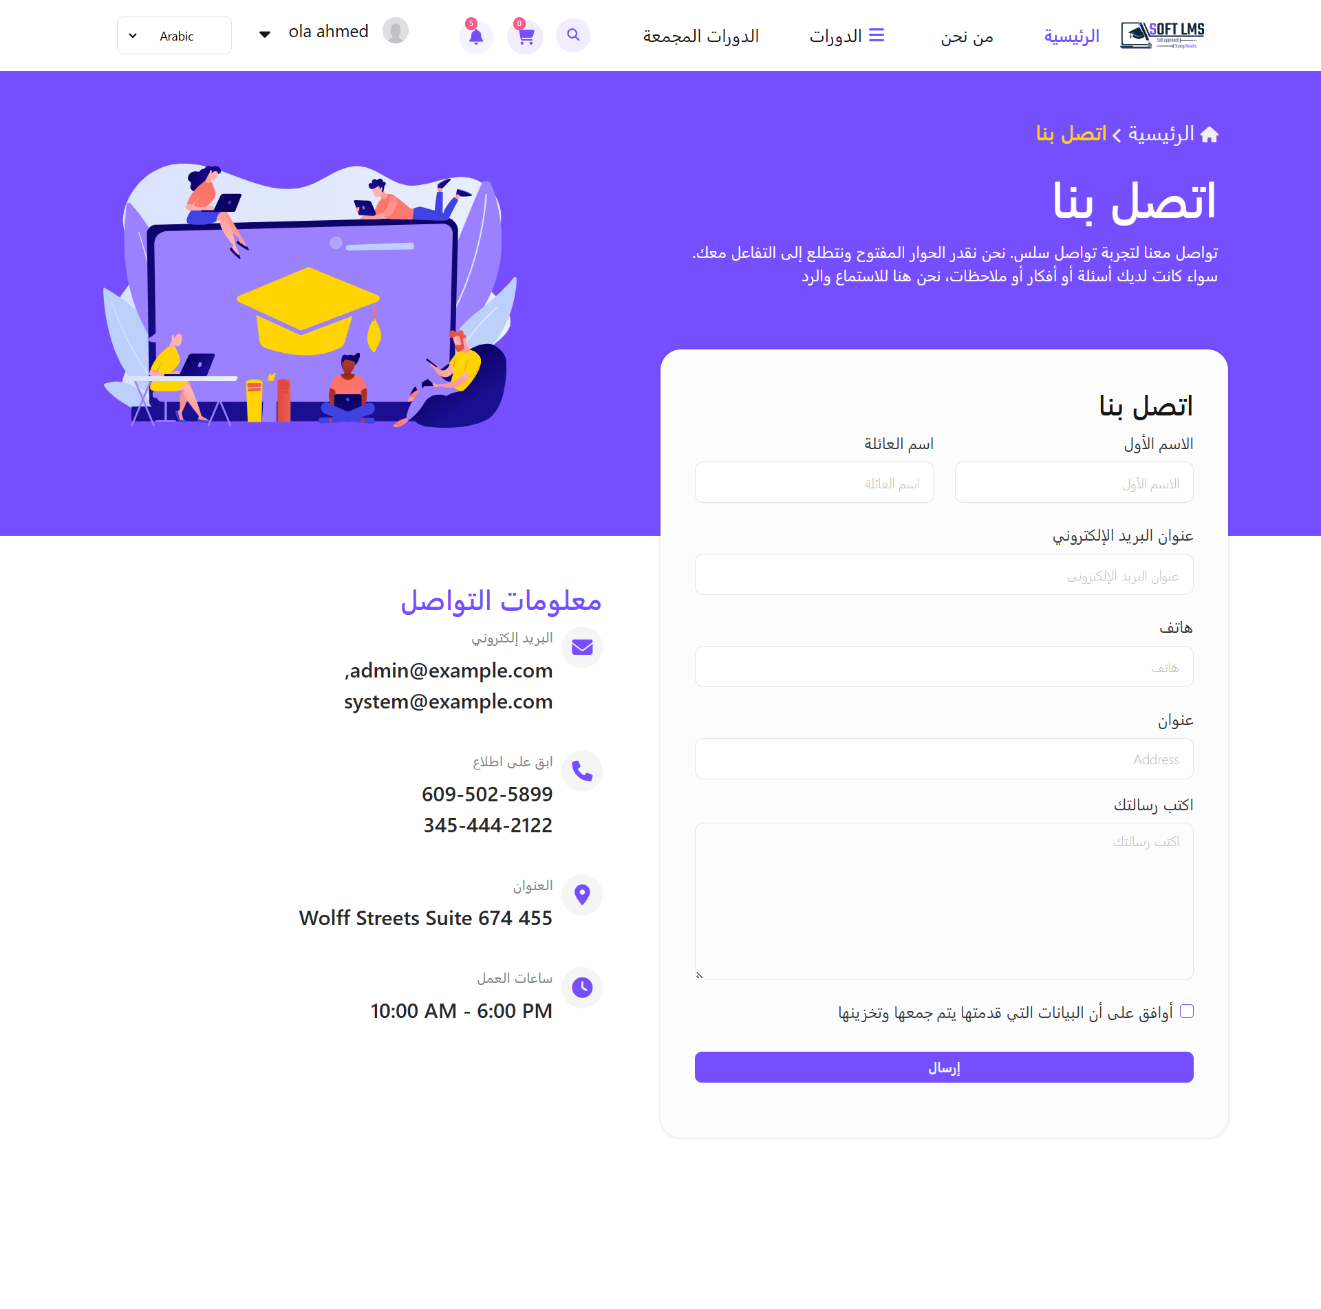 SOFT LMS
الرئيسية
من نحن
الدورات
الدورات المجمعة
0
5
ola ahmed
Arabic
الرئيسية
اتصل بنا
اتصل بنا
تواصل معنا لتجربة تواصل سلس. نحن نقدر الحوار المفتوح ونتطلع إلى التفاعل معك.
سواء كانت لديك أسئلة أو أفكار أو ملاحظات، نحن هنا للاستماع والرد
اتصل بنا
الاسم الأول
اسم العائلة
الاسم الأول
اسم العائلة
عنوان البريد الإلكتروني
عنوان البريد الإلكتروني
هاتف
هاتف
عنوان
Address
اكتب رسالتك
اكتب رسالتك
أوافق على أن البيانات التي قدمتها يتم جمعها وتخزينها
إرسال
معلومات التواصل
البريد إلكتروني
,admin@example.com
system@example.com
ابق على اطلاع
609-502-5899
345-444-2122
العنوان
Wolff Streets Suite 674 455
ساعات العمل
10:00 AM - 6:00 PM